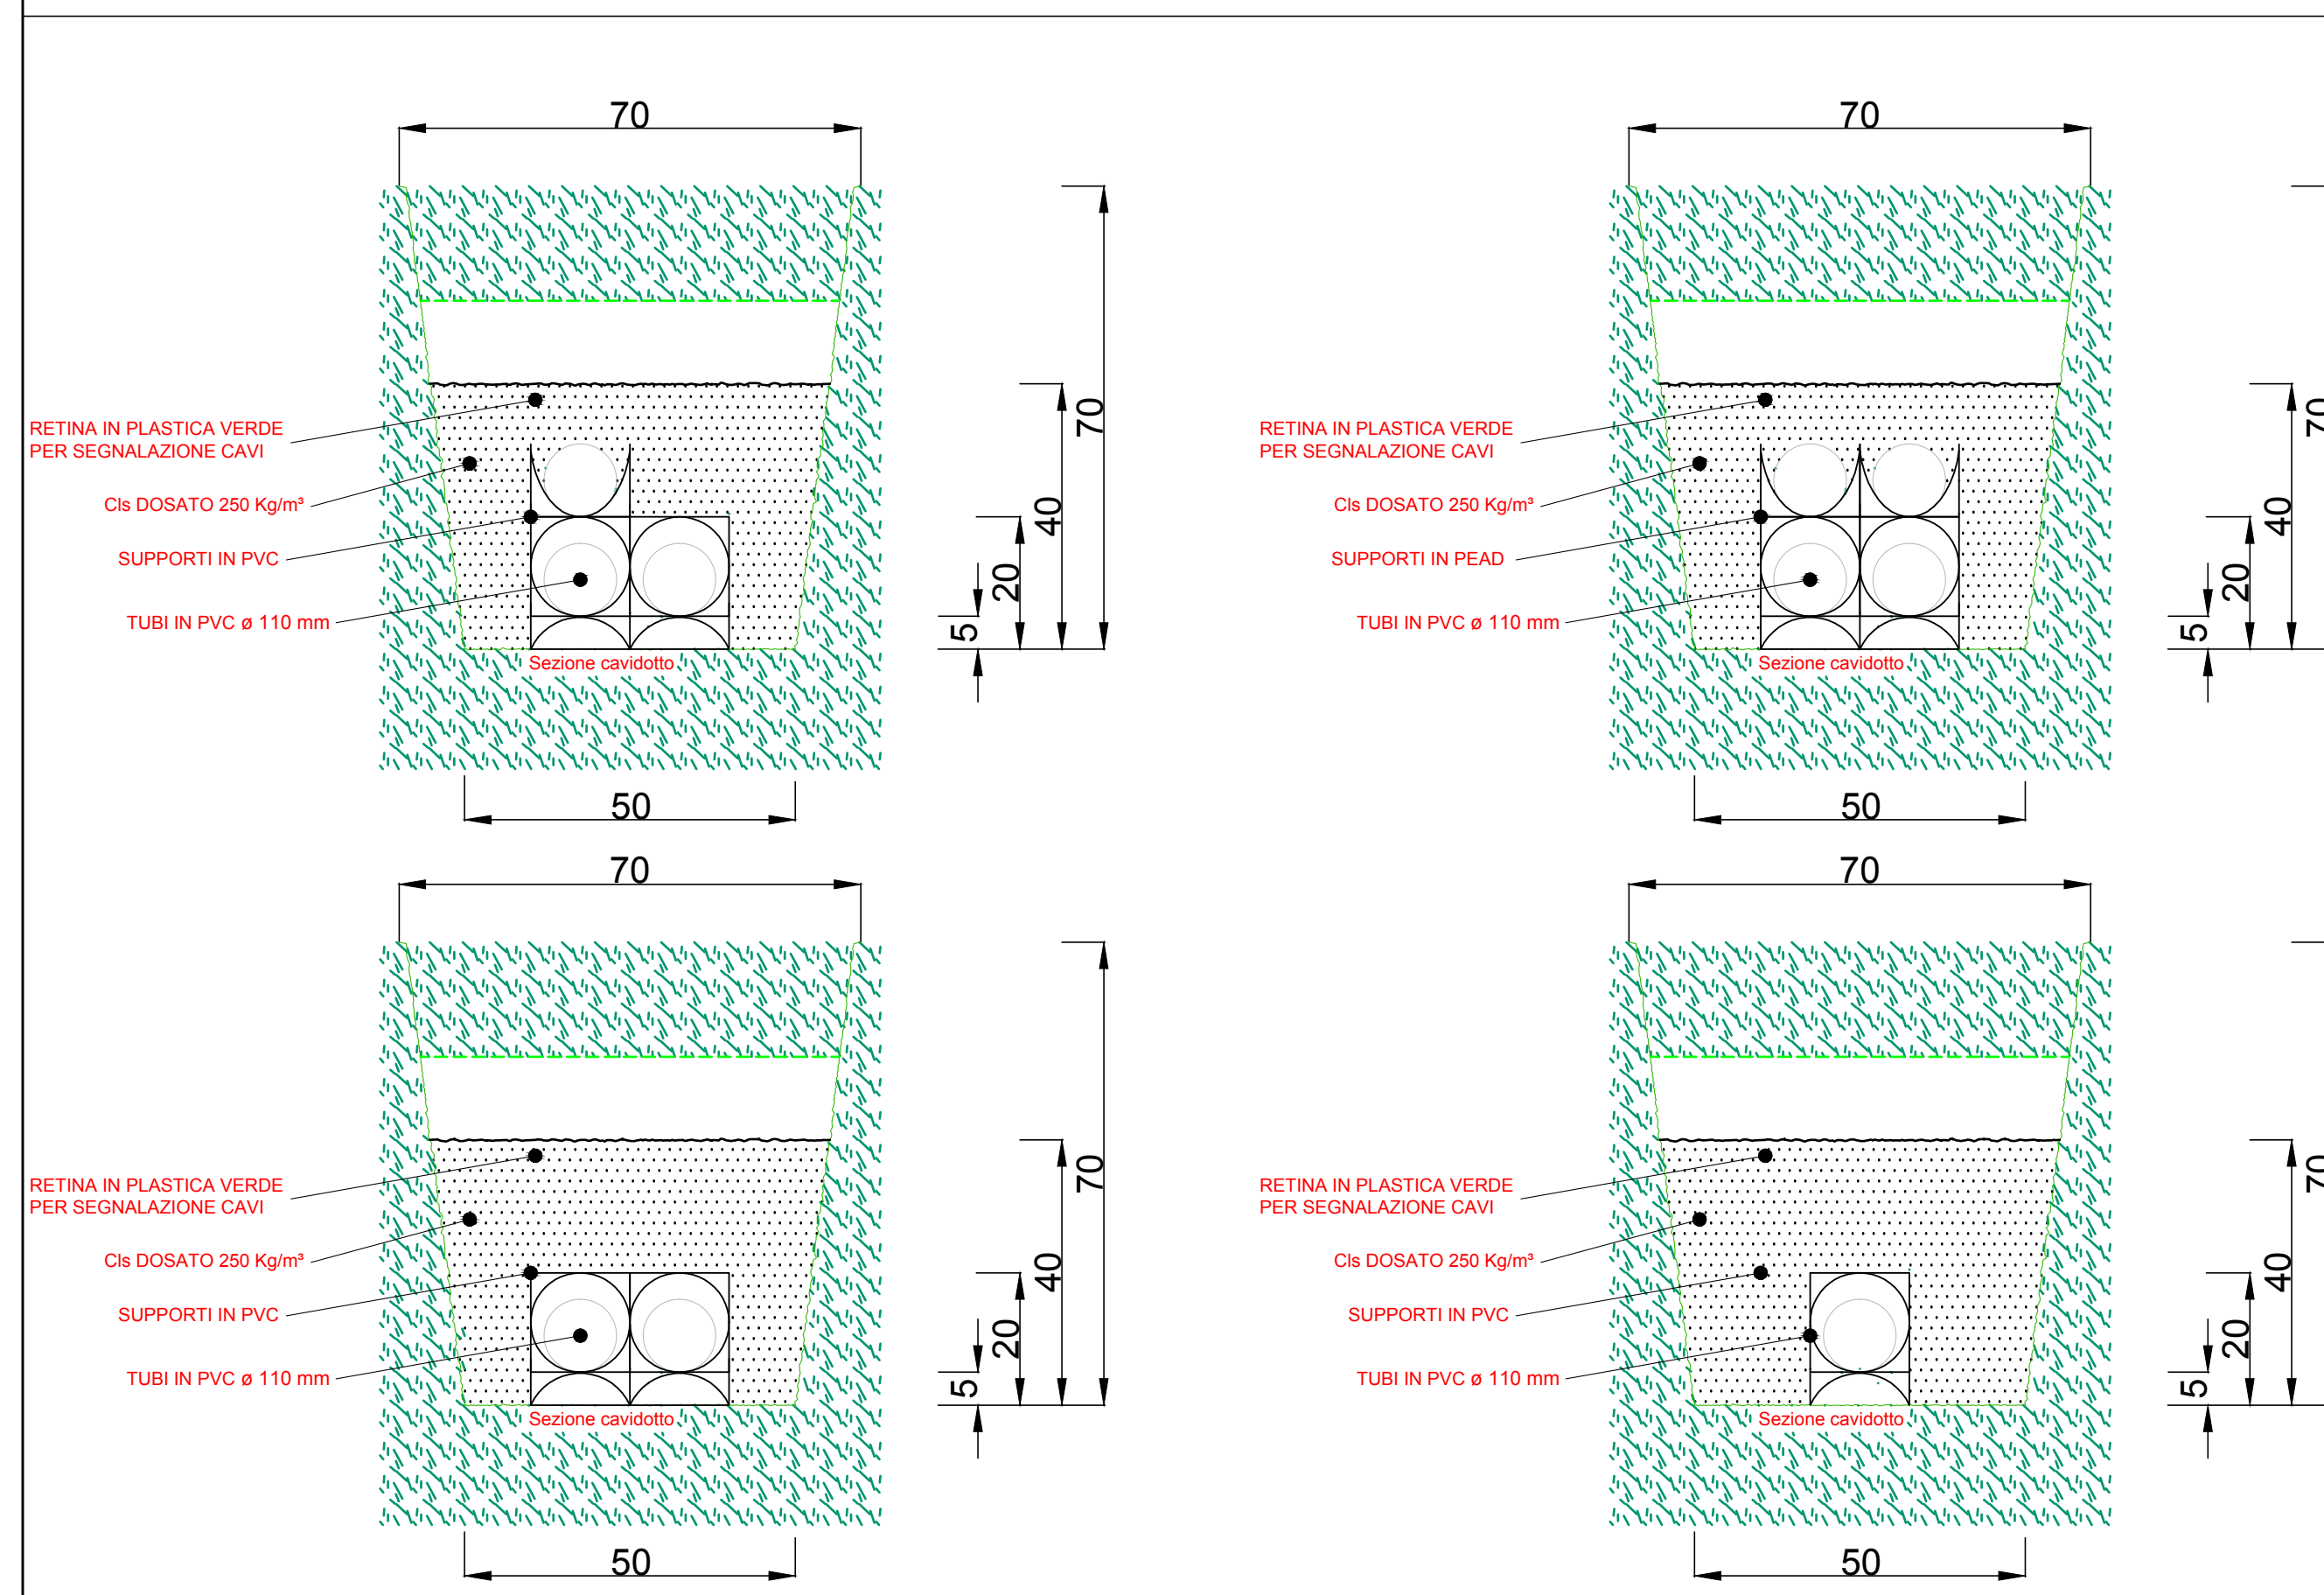 70
RETINA IN PLASTICA VERDE
PER SEGNALAZIONE CAVI
Cls DOSATO 250 Kg/m³
SUPPORTI IN PVC
TUBI IN PVC ø 110 mm
Sezione cavidotto
5
20
40
70
50
70
RETINA IN PLASTICA VERDE
PER SEGNALAZIONE CAVI
Cls DOSATO 250 Kg/m³
SUPPORTI IN PEAD
TUBI IN PVC ø 110 mm
Sezione cavidotto
5
20
40
70
50
70
RETINA IN PLASTICA VERDE
PER SEGNALAZIONE CAVI
Cls DOSATO 250 Kg/m³
SUPPORTI IN PVC
TUBI IN PVC ø 110 mm
Sezione cavidotto
5
20
40
70
50
70
RETINA IN PLASTICA VERDE
PER SEGNALAZIONE CAVI
Cls DOSATO 250 Kg/m³
SUPPORTI IN PVC
TUBI IN PVC ø 110 mm
Sezione cavidotto
5
20
40
70
50